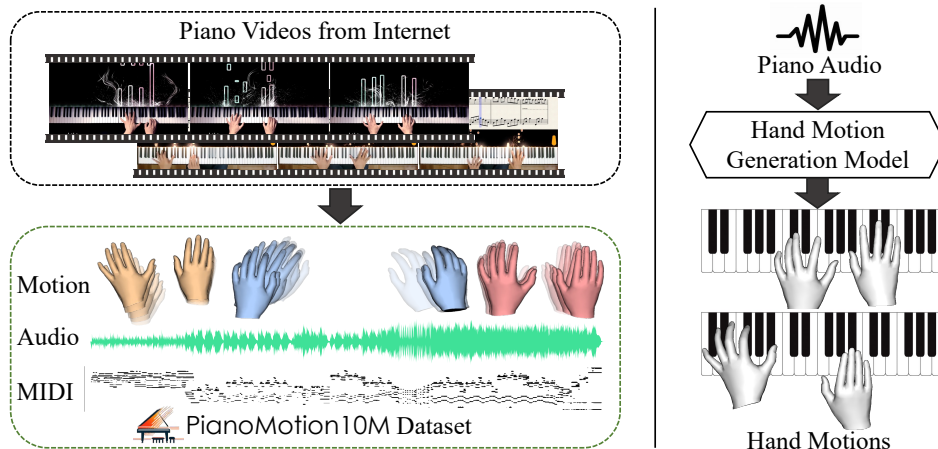 Piano Videos from Internet
Motion
Audio
MIDI
PianoMotion10M Dataset
Piano Audio
Hand Motion
Generation Model
Hand Motions